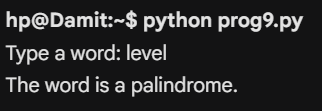 hp@Damit:~$ python prog9.py
Type a word: level
The word is a palindrome.